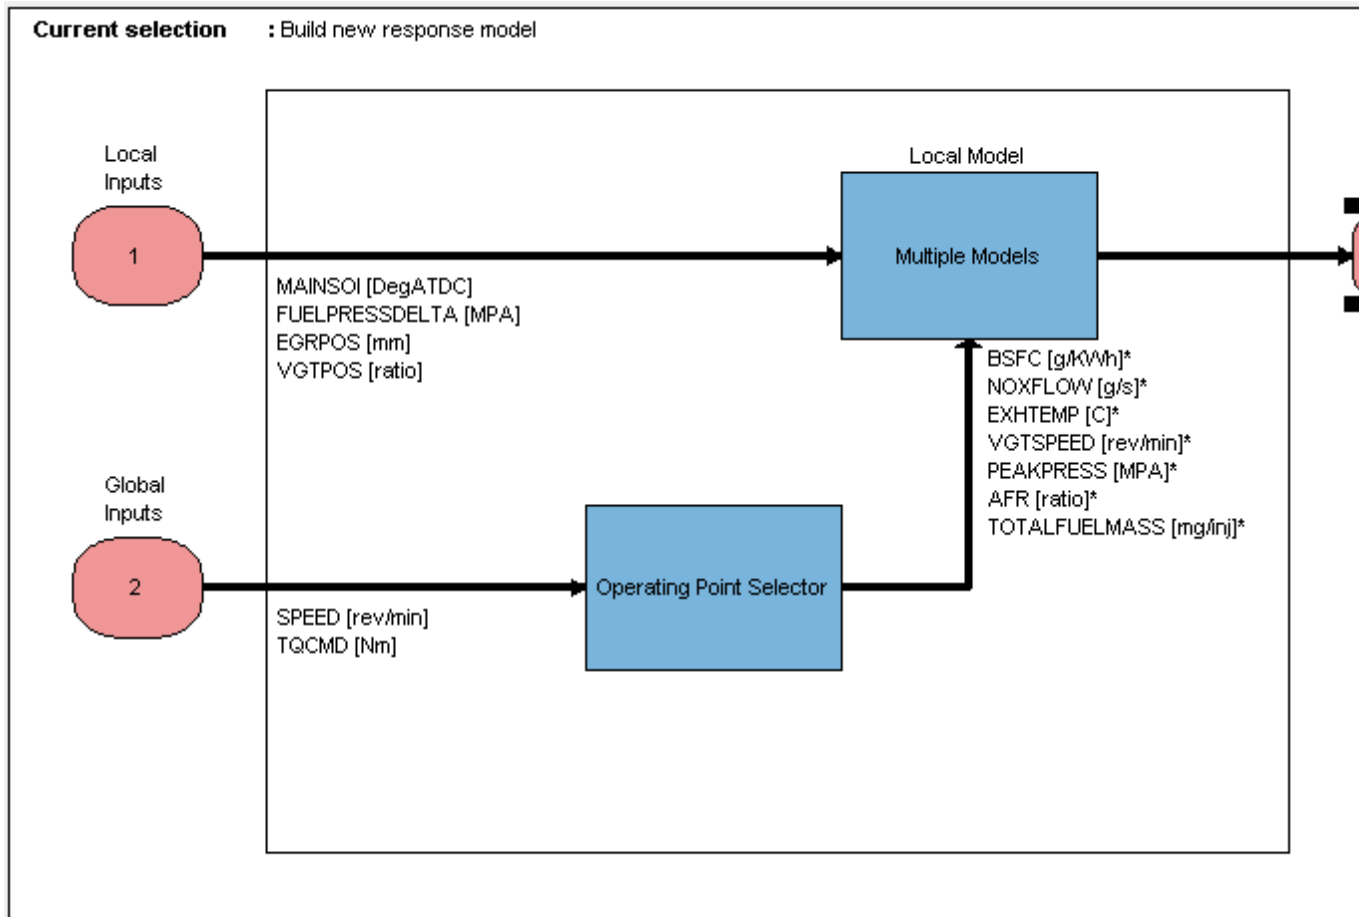 Current selection : Build new response model
Local
Inputs
1
MAINSOI [DegATDC]
FUELPRESSDELTA [MPA]
EGRPOS [mm]
VGTPOS [ratio]
Local Model
Multiple Models
BSFC [g/KWh]*
NOXFLOW [g/s]*
EXHTEMP [C]*
VGTSPEED [rev/min]*
PEAKPRESS [MPA]*
AFR [ratio]*
TOTALFUELMASS [mg/inj]*
Global
Inputs
2
SPEED [rev/min]
TQCMD [Nm]
Operating Point Selector